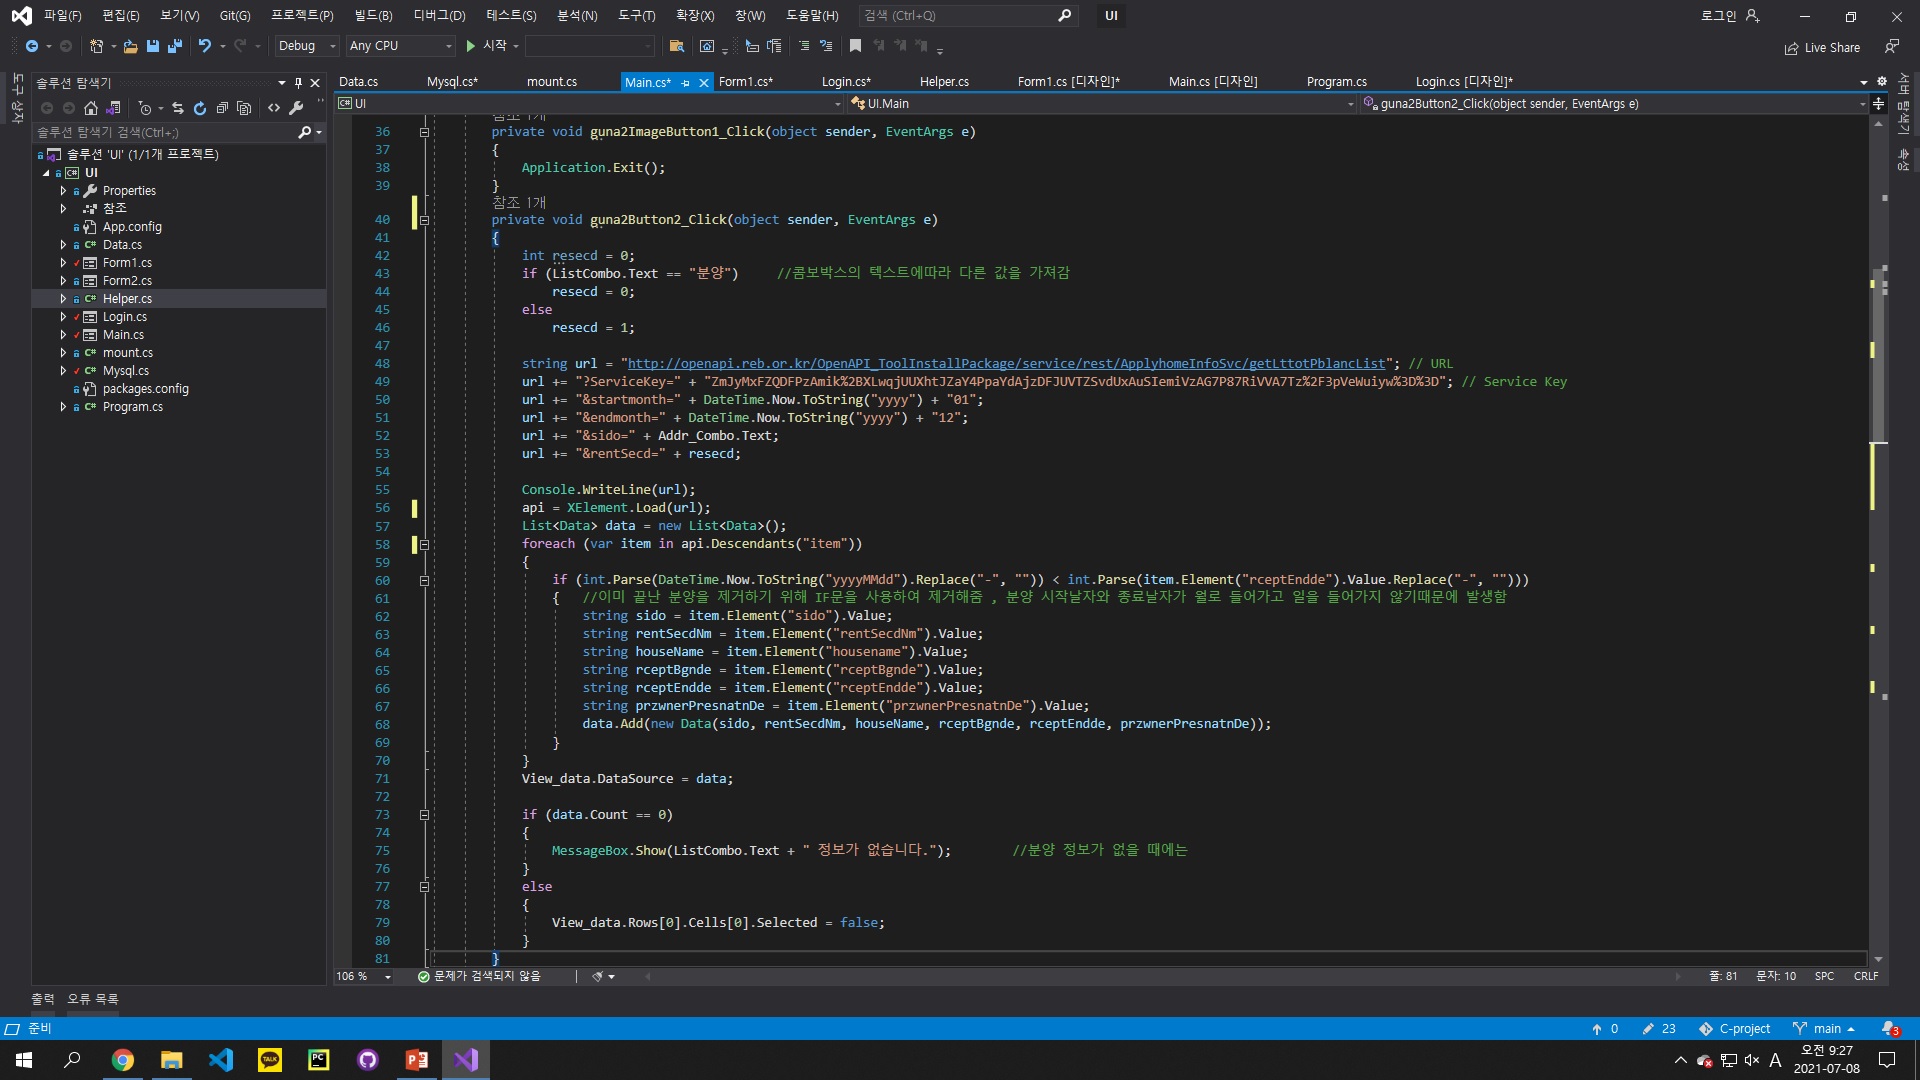 파일(F) 편집(E) 보기(V) Git(G) 프로젝트(P) 빌드(B) 디버그(D) 테스트(S) 분석(N) 도구(T) 확장(X) 창(W) 도움말(H) 검색 (Ctrl+Q) UI 로그인
Debug Any CPU 시작 Live Share
도구 상자
솔루션 탐색기
솔루션 탐색기 검색(Ctrl+;)
솔루션 'UI' (1/1개 프로젝트)
UI
Properties
참조
App.config
Data.cs
Form1.cs
Form2.cs
Helper.cs
Login.cs
Main.cs
mount.cs
Mysql.cs
packages.config
Program.cs
Data.cs Mysql.cs* mount.cs Main.cs* Form1.cs* Login.cs* Helper.cs Form1.cs [디자인]* Main.cs [디자인] Program.cs Login.cs [디자인]*
UI UI.Main guna2Button2_Click(object sender, EventArgs e)
참조 1개
36 private void guna2ImageButton1_Click(object sender, EventArgs e)
37 {
38 Application.Exit();
39 }
참조 1개
40 private void guna2Button2_Click(object sender, EventArgs e)
41 {
42 int resecd = 0;
43 if (ListCombo.Text == "분양") //콤보박스의 텍스트에따라 다른 값을 가져감
44 resecd = 0;
45 else
46 resecd = 1;
47
48 string url = "http://openapi.reb.or.kr/OpenAPI_ToolInstallPackage/service/rest/ApplyhomeInfoSvc/getLttotPblancList"; // URL
49 url += "?ServiceKey=" + "ZmJyMxFZQDFPzAmik%2BXLwqjUUXhtJZaY4PpaYdAjzDFJUVTZSvdUxAuSIemiVzAG7P87RiVVA7Tz%2F3pVeWuiyw%3D%3D"; // Service Key
50 url += "&startmonth=" + DateTime.Now.ToString("yyyy") + "01";
51 url += "&endmonth=" + DateTime.Now.ToString("yyyy") + "12";
52 url += "&sido=" + Addr_Combo.Text;
53 url += "&rentSecd=" + resecd;
54
55 Console.WriteLine(url);
56 api = XElement.Load(url);
57 List<Data> data = new List<Data>();
58 foreach (var item in api.Descendants("item"))
59 {
60 if (int.Parse(DateTime.Now.ToString("yyyyMMdd").Replace("-", "")) < int.Parse(item.Element("rceptEndde").Value.Replace("-", "")))
61 { //이미 끝난 분양을 제거하기 위해 IF문을 사용하여 제거해줌 , 분양 시작날자와 종료날자가 월로 들어가고 일을 들어가지 않기때문에 발생함
62 string sido = item.Element("sido").Value;
63 string rentSecdNm = item.Element("rentSecdNm").Value;
64 string houseName = item.Element("housename").Value;
65 string rceptBgnde = item.Element("rceptBgnde").Value;
66 string rceptEndde = item.Element("rceptEndde").Value;
67 string przwnerPresnatnDe = item.Element("przwnerPresnatnDe").Value;
68 data.Add(new Data(sido, rentSecdNm, houseName, rceptBgnde, rceptEndde, przwnerPresnatnDe));
69 }
70 }
71 View_data.DataSource = data;
72
73 if (data.Count == 0)
74 {
75 MessageBox.Show(ListCombo.Text + " 정보가 없습니다."); //분양 정보가 없을 때에는
76 }
77 else
78 {
79 View_data.Rows[0].Cells[0].Selected = false;
80 }
81 }
서버 탐색기
속성
106 % 문제가 검색되지 않음 줄: 81 문자: 10 SPC CRLF
출력 오류 목록
준비 0 23 C-project main 3
TALK PC A 오전 9:27
2021-07-08